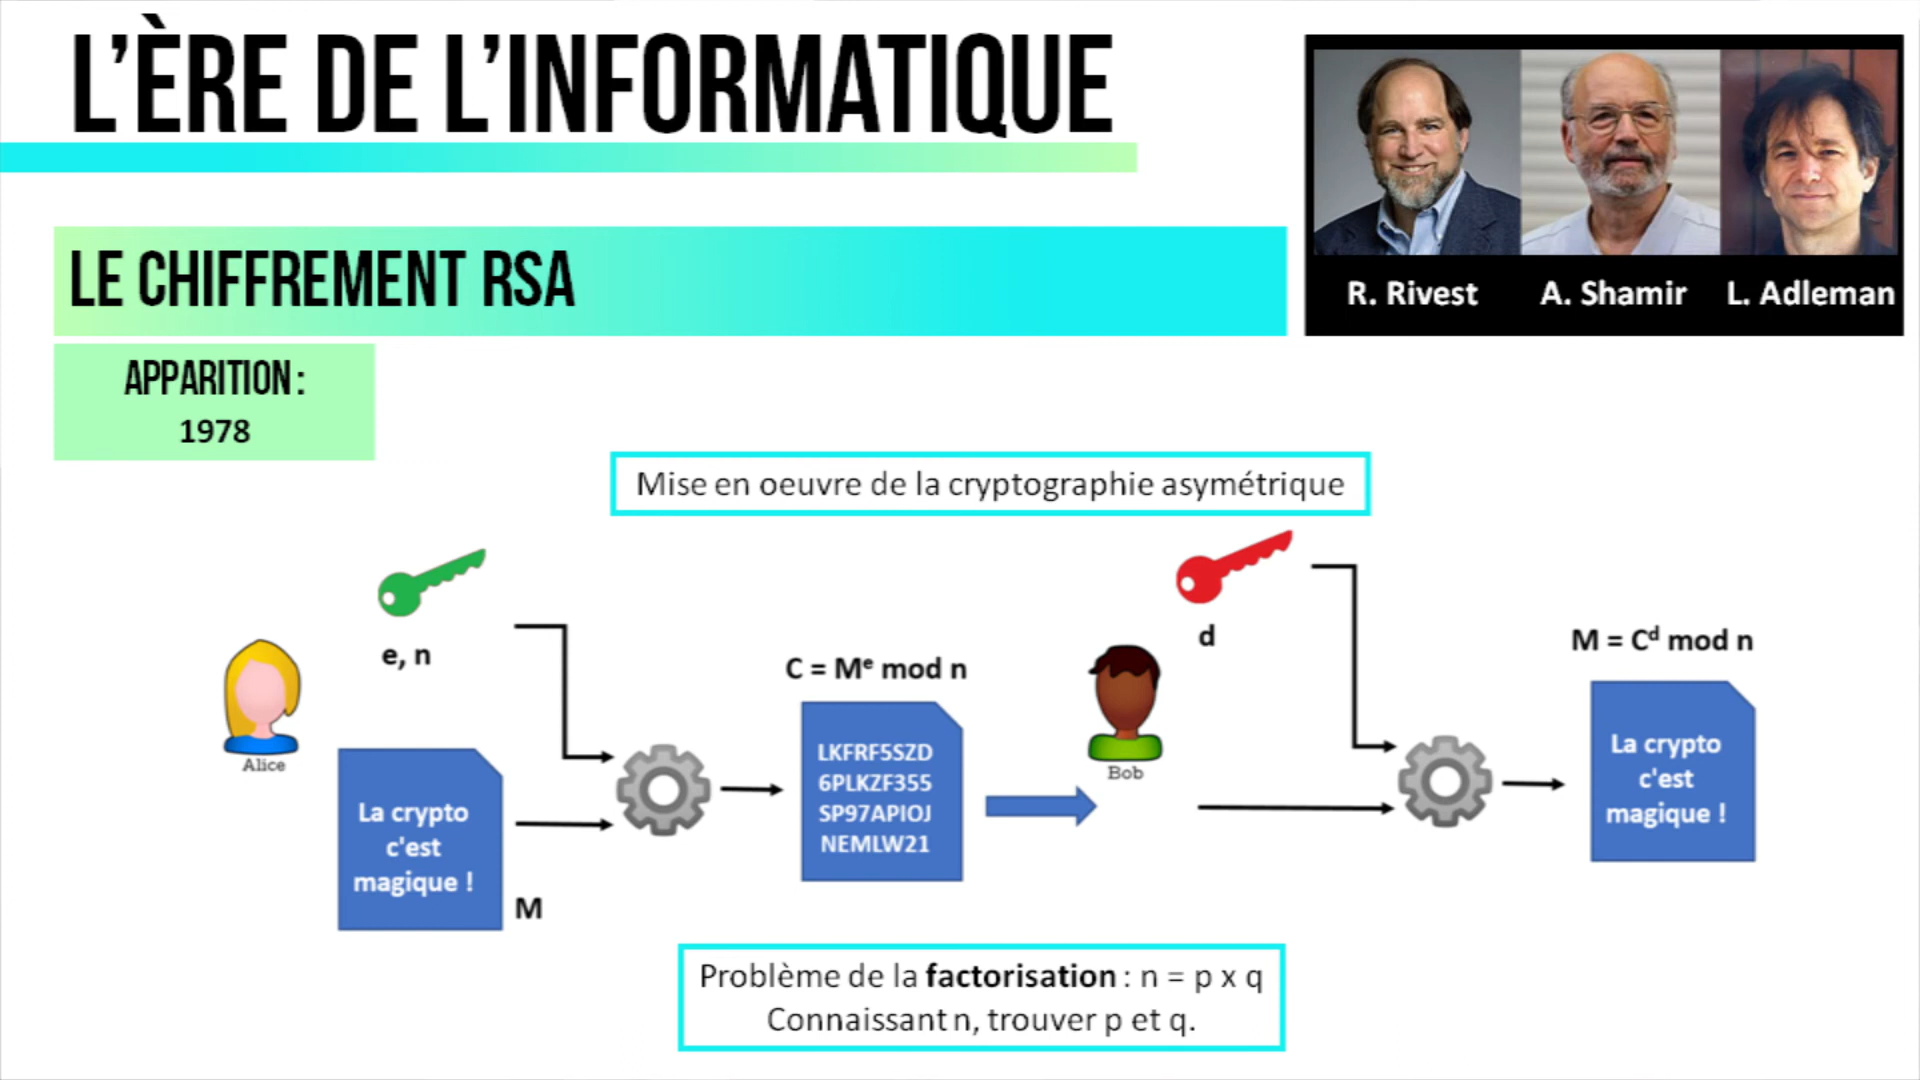 L'ÈRE DE L'INFORMATIQUE
R. Rivest A. Shamir L. Adleman
LE CHIFFREMENT RSA
APPARITION :
1978
Mise en oeuvre de la cryptographie asymétrique
e, n
Alice
La crypto
c'est
magique !
M
C = Mᵉ mod n
LKFRF5SZD
6PLKZF355
SP97APIOJ
NEMLW21
d
Bob
M = Cᵈ mod n
La crypto
c'est
magique !
Problème de la factorisation : n = p x q
Connaissant n, trouver p et q.